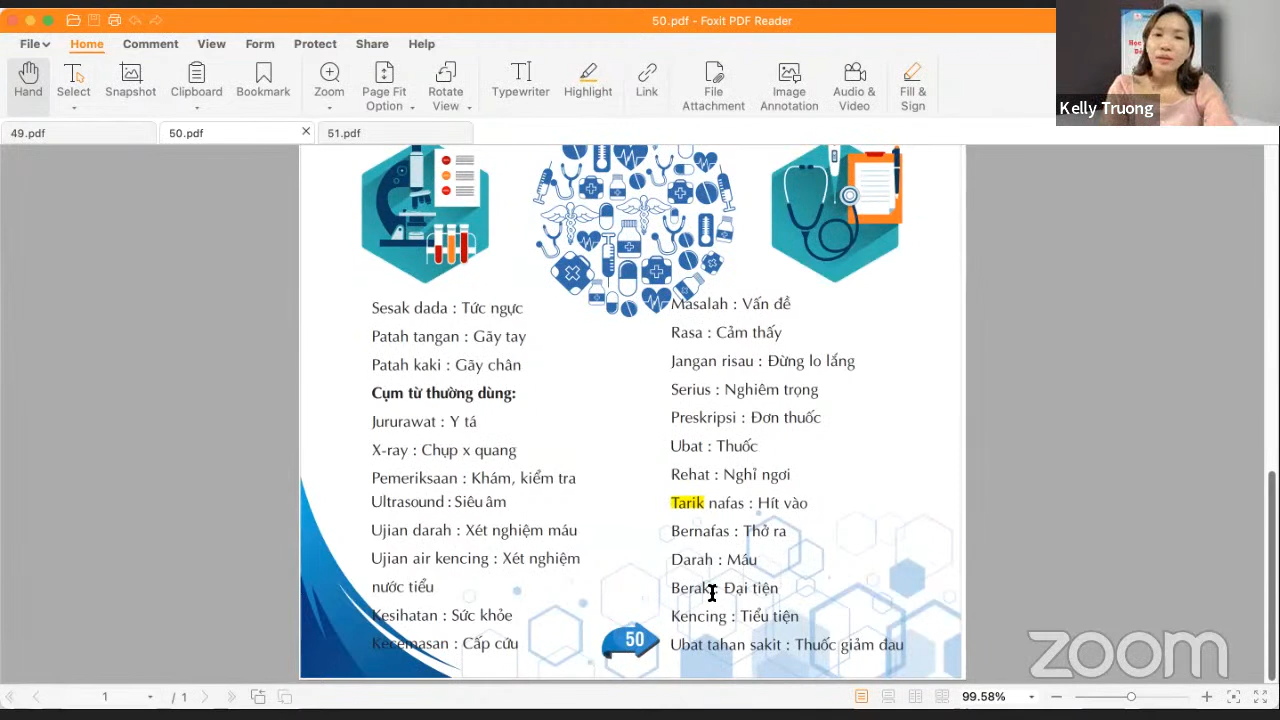 50.pdf - Foxit PDF Reader
File
Home
Comment
View
Form
Protect
Share
Help
Hand
Select
Snapshot
Clipboard
Bookmark
Zoom
Page Fit
Option
Rotate
View
Typewriter
Highlight
Link
File
Attachment
Image
Annotation
Audio &
Video
Fill &
Sign
Kelly Truong
49.pdf
50.pdf
51.pdf
Sesak dada : Tức ngực
Patah tangan : Gãy tay
Patah kaki : Gãy chân
Cụm từ thường dùng:
Jururawat : Y tá
X-ray : Chụp x quang
Pemeriksaan : Khám, kiểm tra
Ultrasound : Siêu âm
Ujian darah : Xét nghiệm máu
Ujian air kencing : Xét nghiệm
nước tiểu
Kesihatan : Sức khỏe
Kecemasan : Cấp cứu
Masalah : Vấn đề
Rasa : Cảm thấy
Jangan risau : Đừng lo lắng
Serius : Nghiêm trọng
Preskripsi : Đơn thuốc
Ubat : Thuốc
Rehat : Nghỉ ngơi
Tarik nafas : Hít vào
Bernafas : Thở ra
Darah : Máu
Berak : Đại tiện
Kencing : Tiểu tiện
Ubat tahan sakit : Thuốc giảm đau
50
zoom
1
/ 1
99.58%